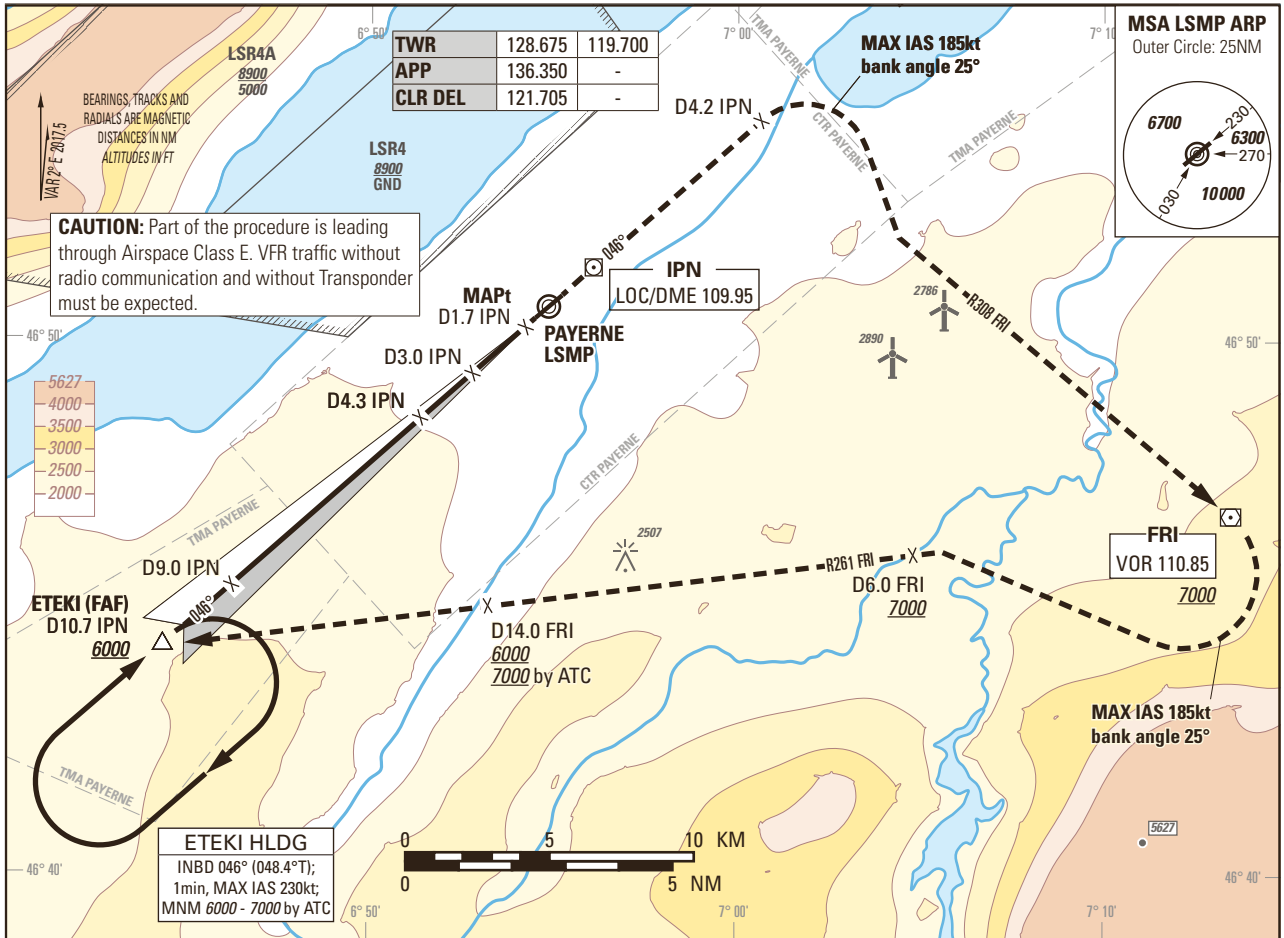 6° 50'
7° 00'
7° 10'
TWR 128.675 119.700
APP 136.350 -
CLR DEL 121.705 -
MSA LSMP ARP
Outer Circle: 25NM
6700
230
6300
270
10000
030
LSR4A
8900
5000
BEARINGS, TRACKS AND
RADIALS ARE MAGNETIC
DISTANCES IN NM
ALTITUDES IN FT
VAR 2° E 2017.5
LSR4
8900
GND
TMA PAYERNE
MAX IAS 185kt
bank angle 25°
D4.2 IPN
CTR PAYERNE
TMA PAYERNE
CAUTION: Part of the procedure is leading
through Airspace Class E. VFR traffic without
radio communication and without Transponder
must be expected.
046°
IPN
LOC/DME 109.95
MAPt
D1.7 IPN
PAYERNE
LSMP
2786
2890
R308 FRI
46° 50'
46° 50'
D3.0 IPN
D4.3 IPN
5627
4000
3500
3000
2500
2000
CTR PAYERNE
TMA PAYERNE
2507
FRI
VOR 110.85
7000
D9.0 IPN
R261 FRI
D6.0 FRI
7000
ETEKI (FAF)
D10.7 IPN
6000
046°
D14.0 FRI
6000
7000 by ATC
MAX IAS 185kt
bank angle 25°
TMA PAYERNE
5627
ETEKI HLDG
INBD 046° (048.4°T);
1min, MAX IAS 230kt;
MNM 6000 - 7000 by ATC
0 5 10 KM
0 5 NM
46° 40'
46° 40'
6° 50'
7° 00'
7° 10'